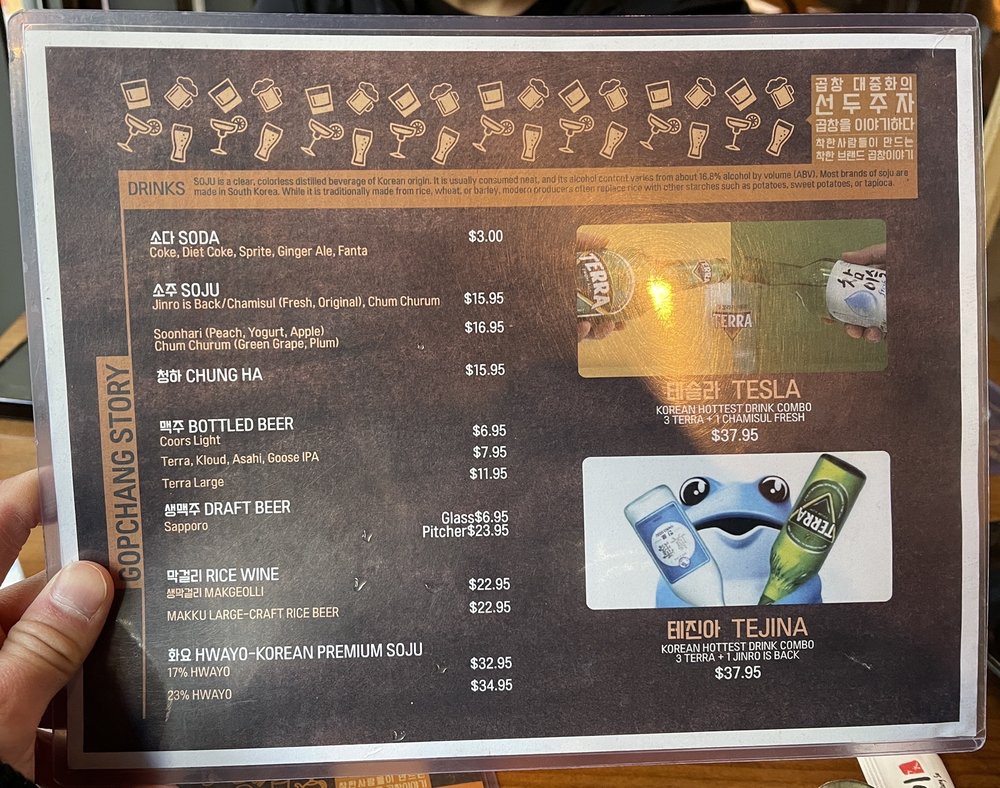 곱창 대중화의
선두주자
곱창을 이야기하다
착한사람들이 만드는
착한 브랜드 곱창이야기
DRINKS
SOJU is a clear, colorless distilled beverage of Korean origin. It is usually consumed neat, and its alcohol content varies from about 16.8% alcohol by volume (ABV). Most brands of soju are
made in South Korea. While it is traditionally made from rice, wheat, or barley, modern producers often replace rice with other starches such as potatoes, sweet potatoes, or tapioca.
GOPCHANG STORY
소다 SODA $3.00
Coke, Diet Coke, Sprite, Ginger Ale, Fanta
소주 SOJU
Jinro is Back/Chamisul (Fresh, Original), Chum Churum $15.95
Soonhari (Peach, Yogurt, Apple) $16.95
Chum Churum (Green Grape, Plum)
청하 CHUNG HA $15.95
맥주 BOTTLED BEER
Coors Light $6.95
Terra, Kloud, Asahi, Goose IPA $7.95
Terra Large $11.95
생맥주 DRAFT BEER
Sapporo Glass$6.95
Pitcher$23.95
막걸리 RICE WINE
생막걸리 MAKGEOLLI $22.95
MAKKU LARGE-CRAFT RICE BEER $22.95
화요 HWAYO-KOREAN PREMIUM SOJU
17% HWAYO $32.95
23% HWAYO $34.95
TERRA
TERRA
TERRA
참이슬
테슬라 TESLA
KOREAN HOTTEST DRINK COMBO
3 TERRA + 1 CHAMISUL FRESH
$37.95
TERRA
테진아 TEJINA
KOREAN HOTTEST DRINK COMBO
3 TERRA + 1 JINRO IS BACK
$37.95